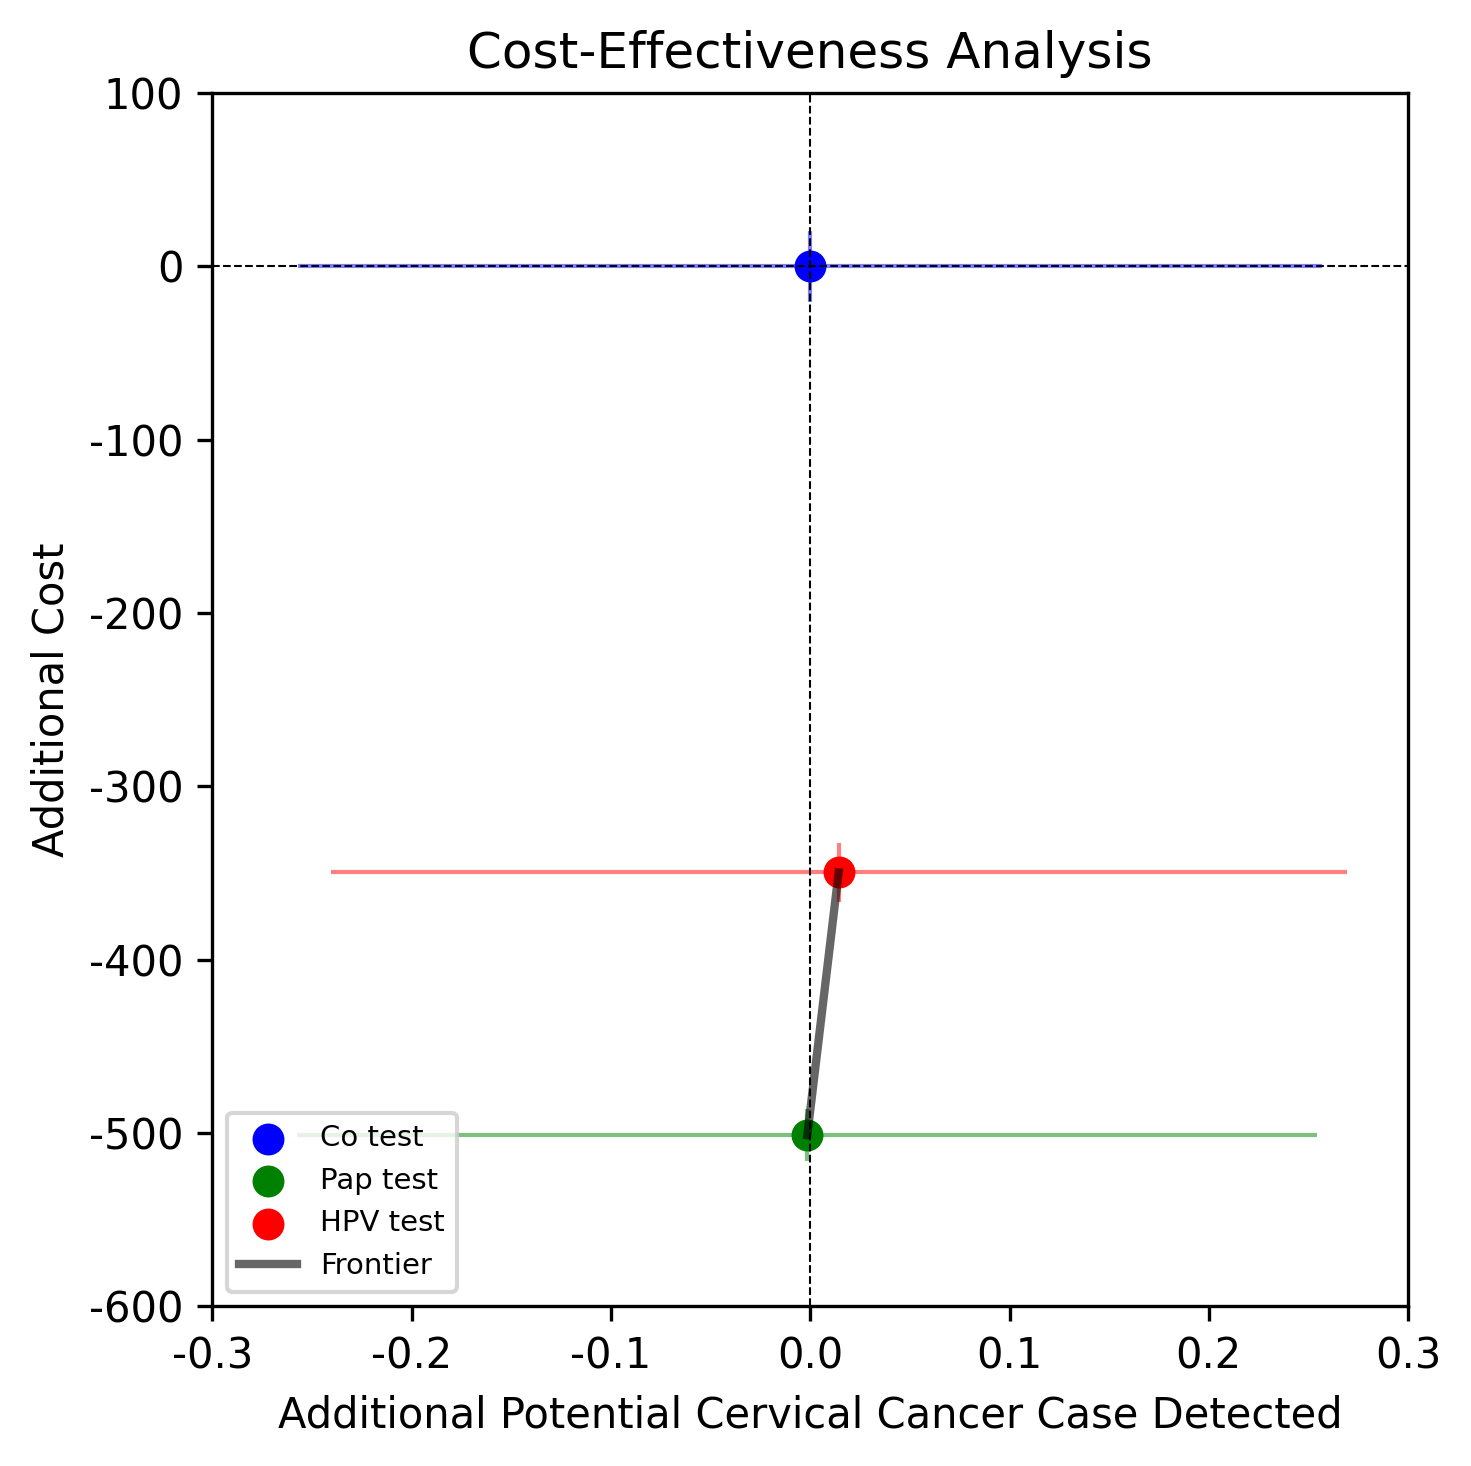 Cost-Effectiveness Analysis
100
0
-100
-200
-300
-400
-500
-600
Additional Cost
Co test
Pap test
HPV test
Frontier
-0.3 -0.2 -0.1 0.0 0.1 0.2 0.3
Additional Potential Cervical Cancer Case Detected